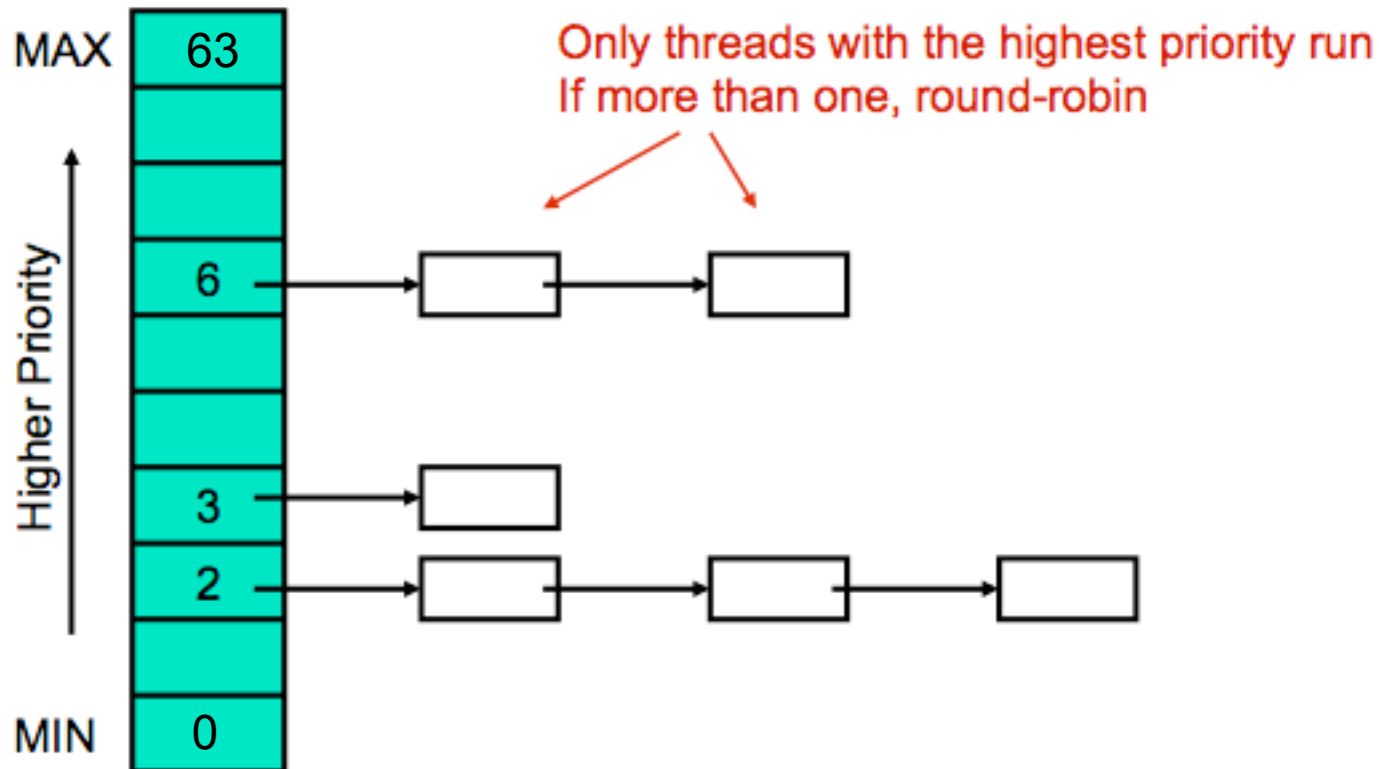 MAX
63
Only threads with the highest priority run
If more than one, round-robin
Higher Priority
6
3
2
MIN
0